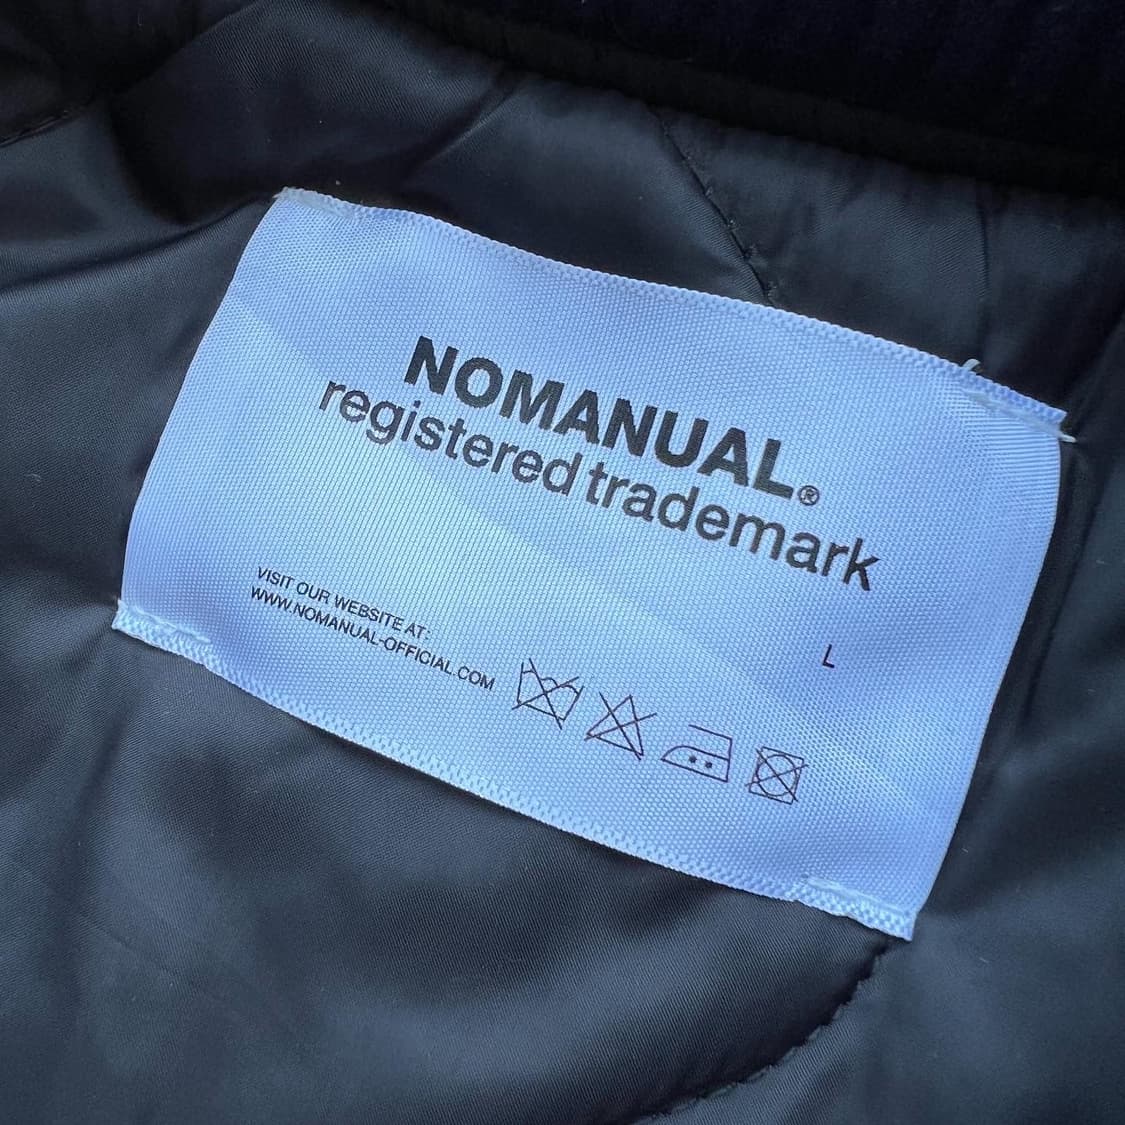 NOMANUAL®
registered trademark
VISIT OUR WEBSITE AT:
WWW.NOMANUAL-OFFICIAL.COM
L